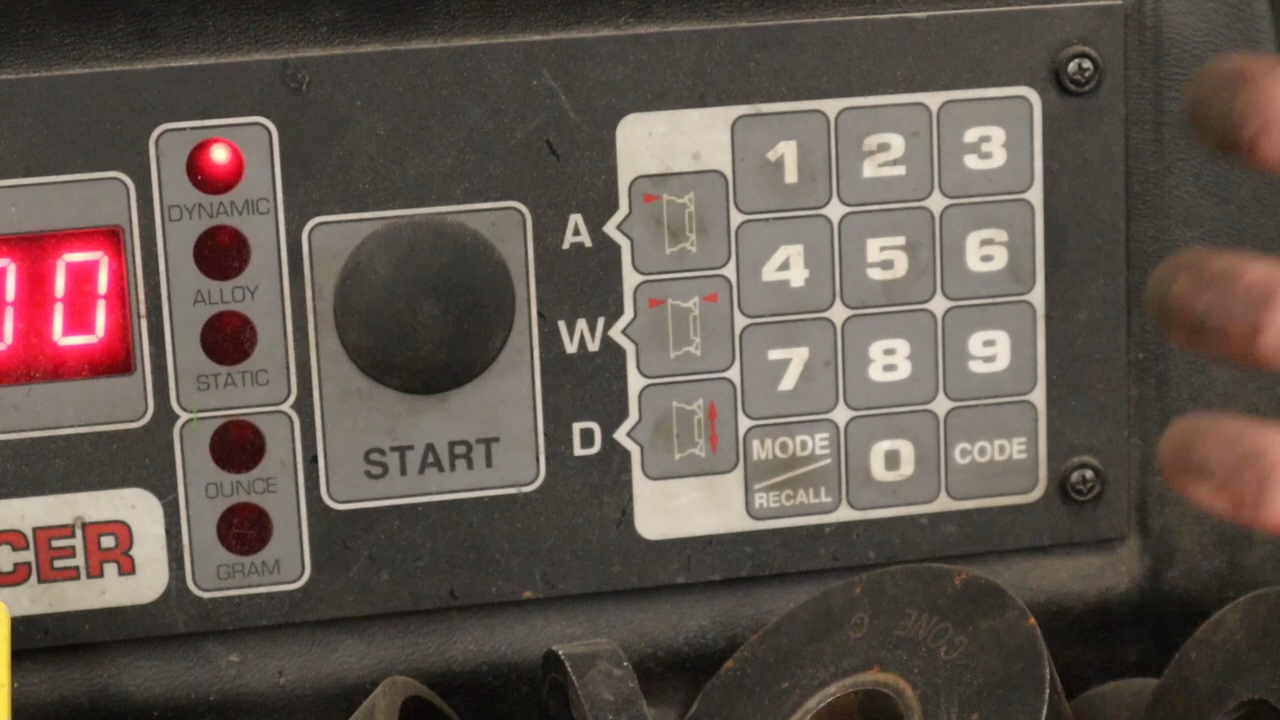 0
DYNAMIC
ALLOY
STATIC
OUNCE
GRAM
CER
START
A
W
D
1 2 3
4 5 6
7 8 9
MODE
RECALL
0
CODE
CONE C